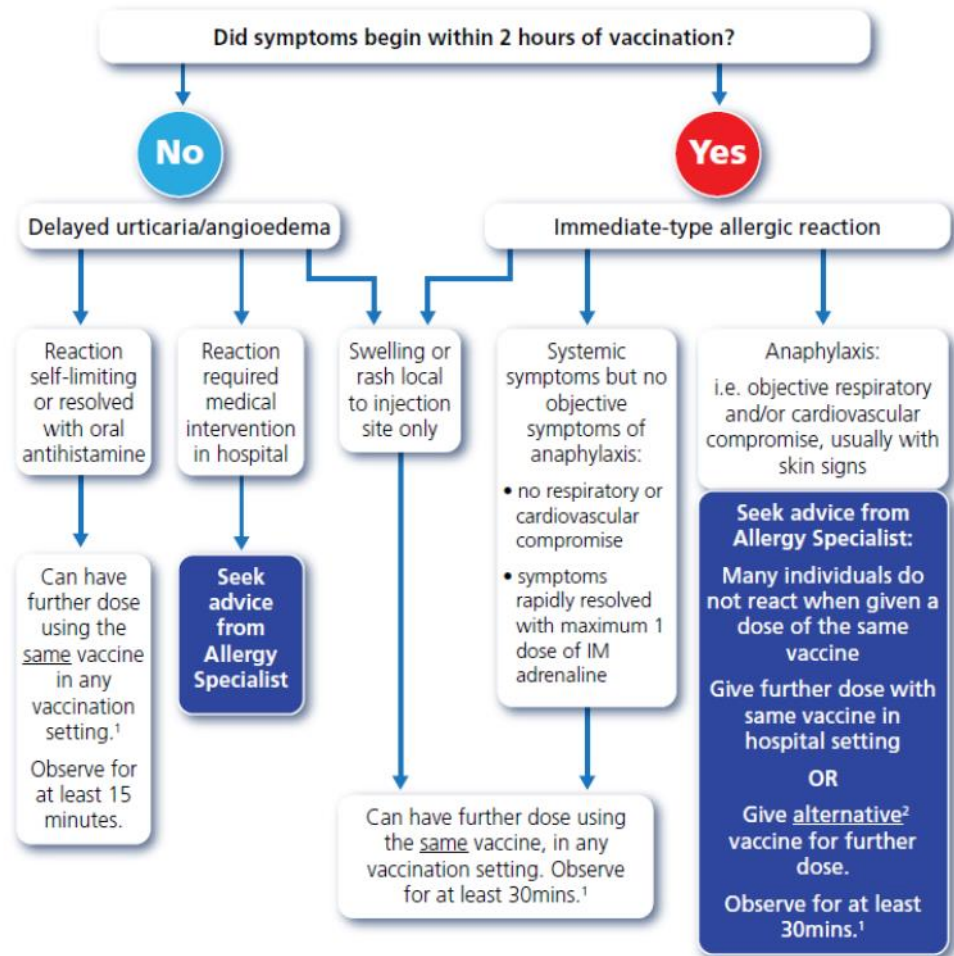 Did symptoms begin within 2 hours of vaccination?
No
Yes
Delayed urticaria/angioedema
Immediate-type allergic reaction
Reaction
self-limiting
or resolved
with oral
antihistamine
Reaction
required
medical
intervention
in hospital
Swelling or
rash local
to injection
site only
Systemic
symptoms but no
objective
symptoms of
anaphylaxis:
• no respiratory or
cardiovascular
compromise
• symptoms
rapidly resolved
with maximum 1
dose of IM
adrenaline
Anaphylaxis:
i.e. objective respiratory
and/or cardiovascular
compromise, usually with
skin signs
Can have
further dose
using the
same vaccine
in any
vaccination
setting.¹
Observe for
at least 15
minutes.
Seek
advice
from
Allergy
Specialist
Can have further dose using
the same vaccine, in any
vaccination setting. Observe
for at least 30mins.¹
Seek advice from
Allergy Specialist:
Many individuals do
not react when given a
dose of the same
vaccine
Give further dose with
same vaccine in
hospital setting
OR
Give alternative²
vaccine for further
dose.
Observe for at least
30mins.¹